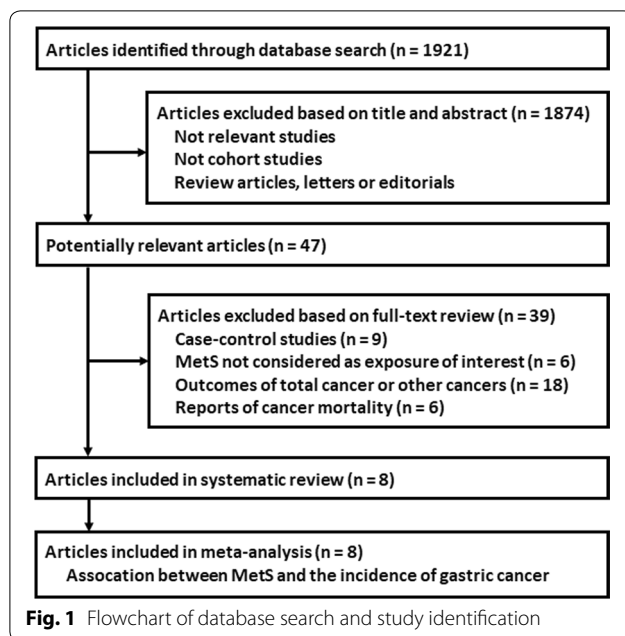 Articles identified through database search (n = 1921)
Articles excluded based on title and abstract (n = 1874)
Not relevant studies
Not cohort studies
Review articles, letters or editorials
Potentially relevant articles (n = 47)
Articles excluded based on full-text review (n = 39)
Case-control studies (n = 9)
MetS not considered as exposure of interest (n = 6)
Outcomes of total cancer or other cancers (n = 18)
Reports of cancer mortality (n = 6)
Articles included in systematic review (n = 8)
Articles included in meta-analysis (n = 8)
Assocation between MetS and the incidence of gastric cancer
Fig. 1 Flowchart of database search and study identification